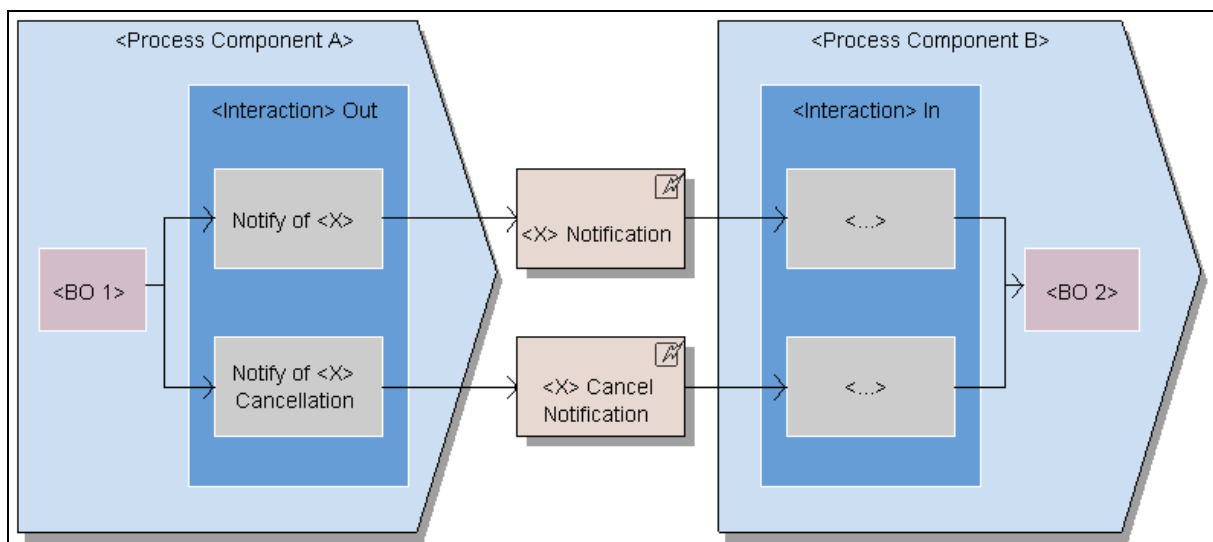 <Process Component A>
<Process Component B>
<Interaction> Out
<Interaction> In
Notify of <X>
<X> Notification
<...>
<BO 1>
<BO 2>
Notify of <X>
Cancellation
<X> Cancel
Notification
<...>